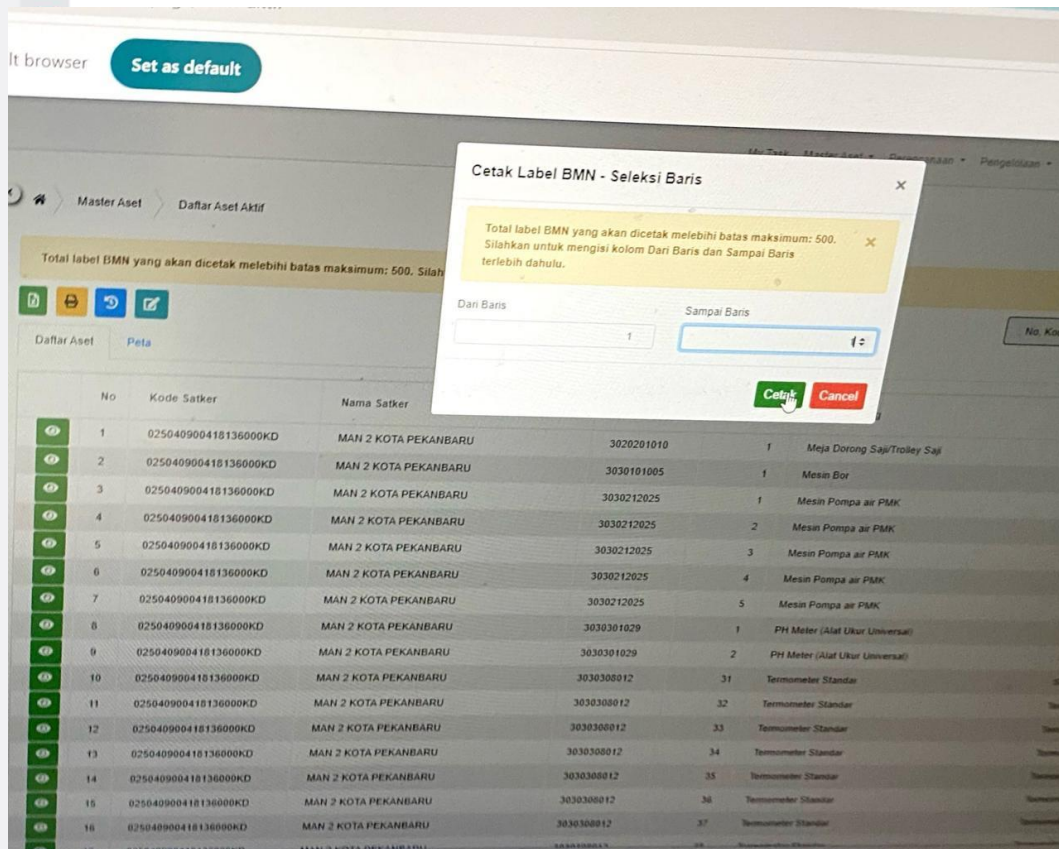 lt browser
Set as default
Master Aset
Daftar Aset Aktif
Total label BMN yang akan dicetak melebihi batas maksimum: 500. Silah
Daftar Aset
Peta
My Task Master Aset Pengelolaan
Cetak Label BMN - Seleksi Baris
Total label BMN yang akan dicetak melebihi batas maksimum: 500.
Silahkan untuk mengisi kolom Dari Baris dan Sampai Baris
terlebih dahulu.
Dari Baris
Sampai Baris
1
1
Cetak
Cancel
No
Kode Satker
Nama Satker
1 025040900418136000KD MAN 2 KOTA PEKANBARU 3020201010 1 Meja Dorong Saji/Trolley Saji
2 025040900418136000KD MAN 2 KOTA PEKANBARU 3030101005 1 Mesin Bor
3 025040900418136000KD MAN 2 KOTA PEKANBARU 3030212025 1 Mesin Pompa air PMK
4 025040900418136000KD MAN 2 KOTA PEKANBARU 3030212025 2 Mesin Pompa air PMK
5 025040900418136000KD MAN 2 KOTA PEKANBARU 3030212025 3 Mesin Pompa air PMK
6 025040900418136000KD MAN 2 KOTA PEKANBARU 3030212025 4 Mesin Pompa air PMK
7 025040900418136000KD MAN 2 KOTA PEKANBARU 3030212025 5 Mesin Pompa air PMK
8 025040900418136000KD MAN 2 KOTA PEKANBARU 3030301029 1 PH Meter (Alat Ukur Universal)
9 025040900418136000KD MAN 2 KOTA PEKANBARU 3030301029 2 PH Meter (Alat Ukur Universal)
10 025040900418136000KD MAN 2 KOTA PEKANBARU 3030308012 31 Termometer Standar
11 025040900418136000KD MAN 2 KOTA PEKANBARU 3030308012 32 Termometer Standar
12 025040900418136000KD MAN 2 KOTA PEKANBARU 3030308012 33 Termometer Standar
13 025040900418136000KD MAN 2 KOTA PEKANBARU 3030308012 34 Termometer Standar
14 025040900418136000KD MAN 2 KOTA PEKANBARU 3030308012 35 Termometer Standar
15 025040900418136000KD MAN 2 KOTA PEKANBARU 3030308012 36 Termometer Standar
16 025040900418136000KD MAN 2 KOTA PEKANBARU 3030308012 37 Termometer Standar